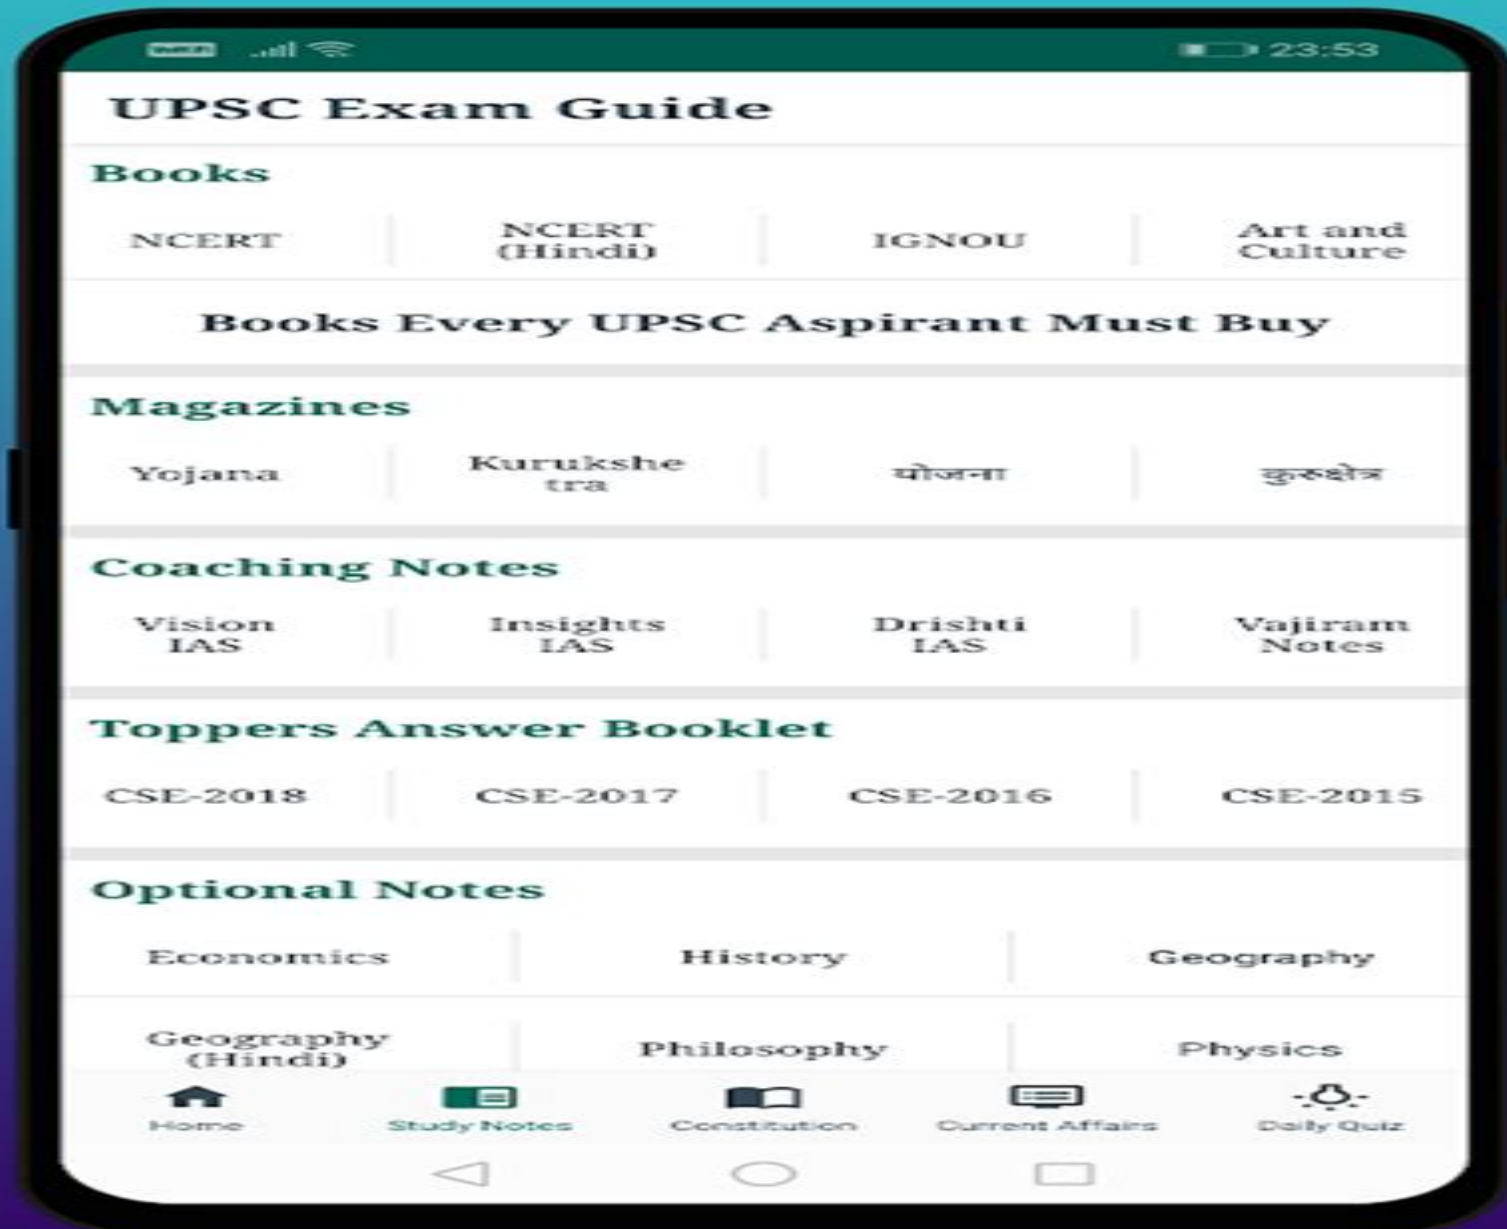 23:53
UPSC Exam Guide
Books
NCERT
NCERT
(Hindi)
IGNOU
Art and
Culture
Books Every UPSC Aspirant Must Buy
Magazines
Yojana
Kurukshe
tra
योजना
कुरुक्षेत्र
Coaching Notes
Vision
IAS
Insights
IAS
Drishti
IAS
Vajiram
Notes
Toppers Answer Booklet
CSE-2018
CSE-2017
CSE-2016
CSE-2015
Optional Notes
Economics
History
Geography
Geography
(Hindi)
Philosophy
Physics
Home
Study Notes
Constitution
Current Affairs
Daily Quiz